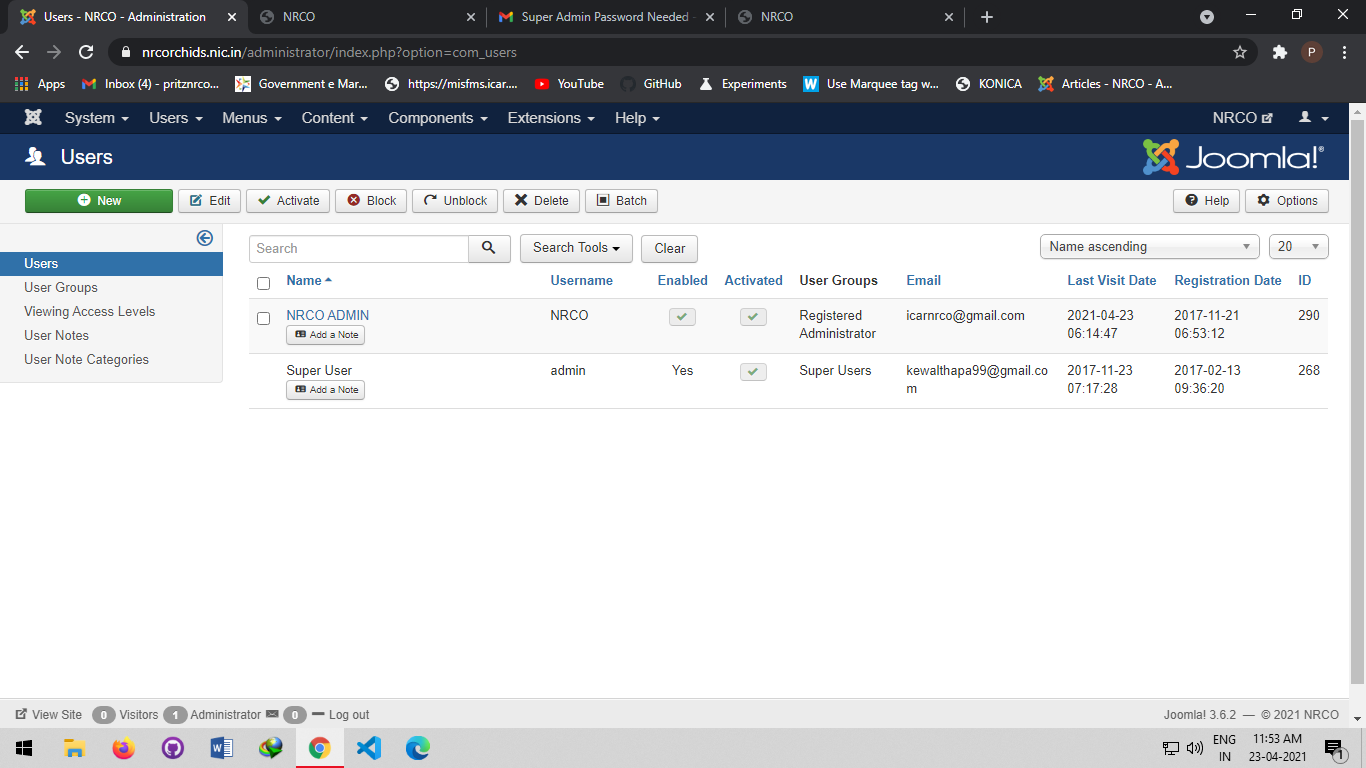 Users - NRCO - Administration
NRCO
Super Admin Password Needed
NRCO
nrcorchids.nic.in/administrator/index.php?option=com_users
P
Apps
Inbox (4) - pritznrco...
Government e Mar...
https://misfms.icar....
YouTube
GitHub
Experiments
W
Use Marquee tag w...
KONICA
Articles - NRCO - A...
System
Users
Menus
Content
Components
Extensions
Help
NRCO
Users
Joomla!®
New
Edit
Activate
Block
Unblock
Delete
Batch
Help
Options
Users
User Groups
Viewing Access Levels
User Notes
User Note Categories
Search
Search Tools
Clear
Name ascending
20
Name
Username
Enabled
Activated
User Groups
Email
Last Visit Date
Registration Date
ID
NRCO ADMIN
Add a Note
NRCO
Registered
Administrator
icarnrco@gmail.com
2021-04-23
06:14:47
2017-11-21
06:53:12
290
Super User
Add a Note
admin
Yes
Super Users
kewalthapa99@gmail.co
m
2017-11-23
07:17:28
2017-02-13
09:36:20
268
View Site
0 Visitors
1 Administrator
0
Log out
Joomla! 3.6.2 — © 2021 NRCO
ENG
IN
11:53 AM
23-04-2021
1